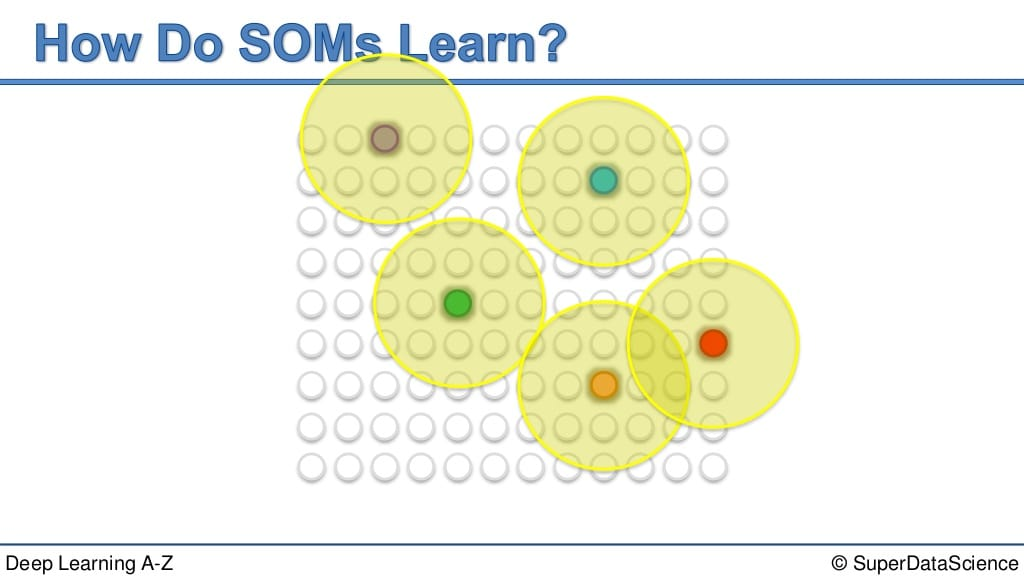 How Do SOMs Learn?
Deep Learning A-Z
© SuperDataScience